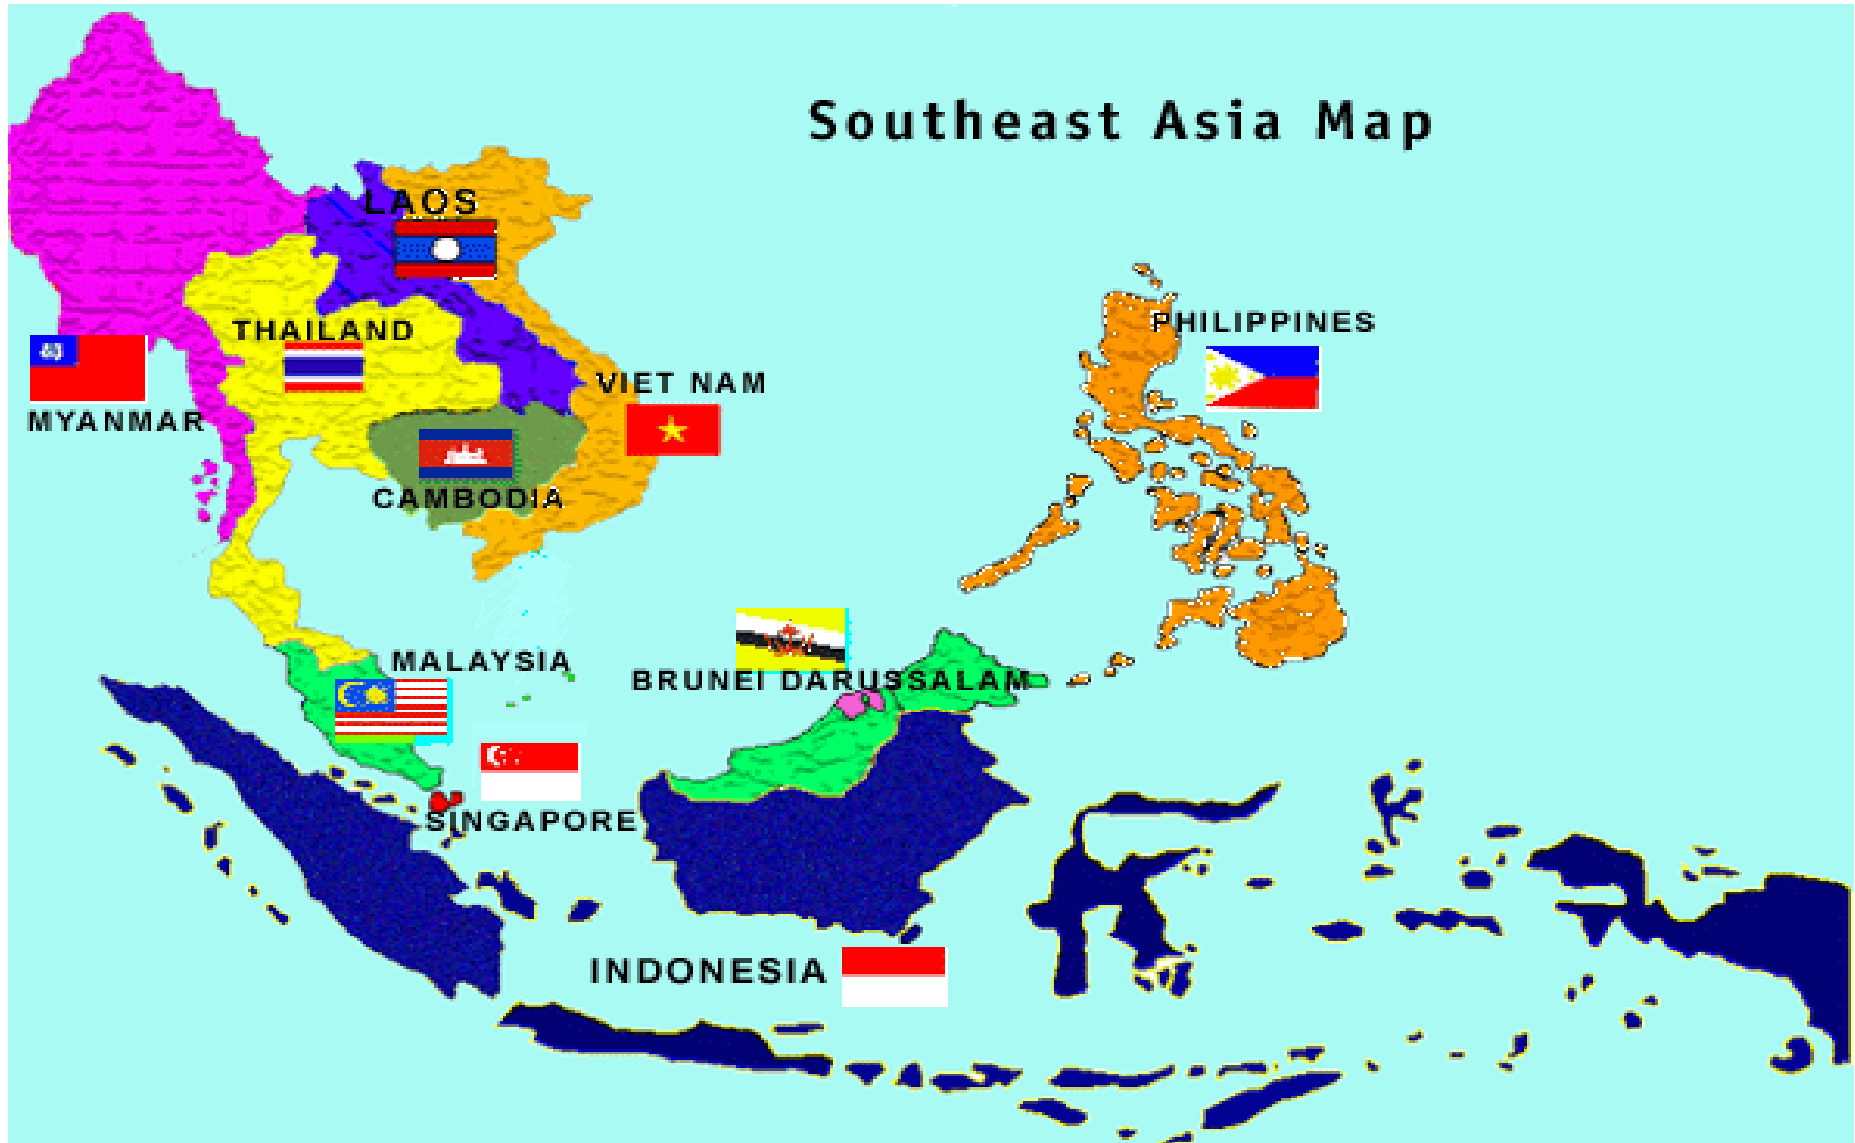 Southeast Asia Map
LAOS
PHILIPPINES
THAILAND
VIET NAM
MYANMAR
CAMBODIA
MALAYSIA
BRUNEI DARUSSALAM
SINGAPORE
INDONESIA